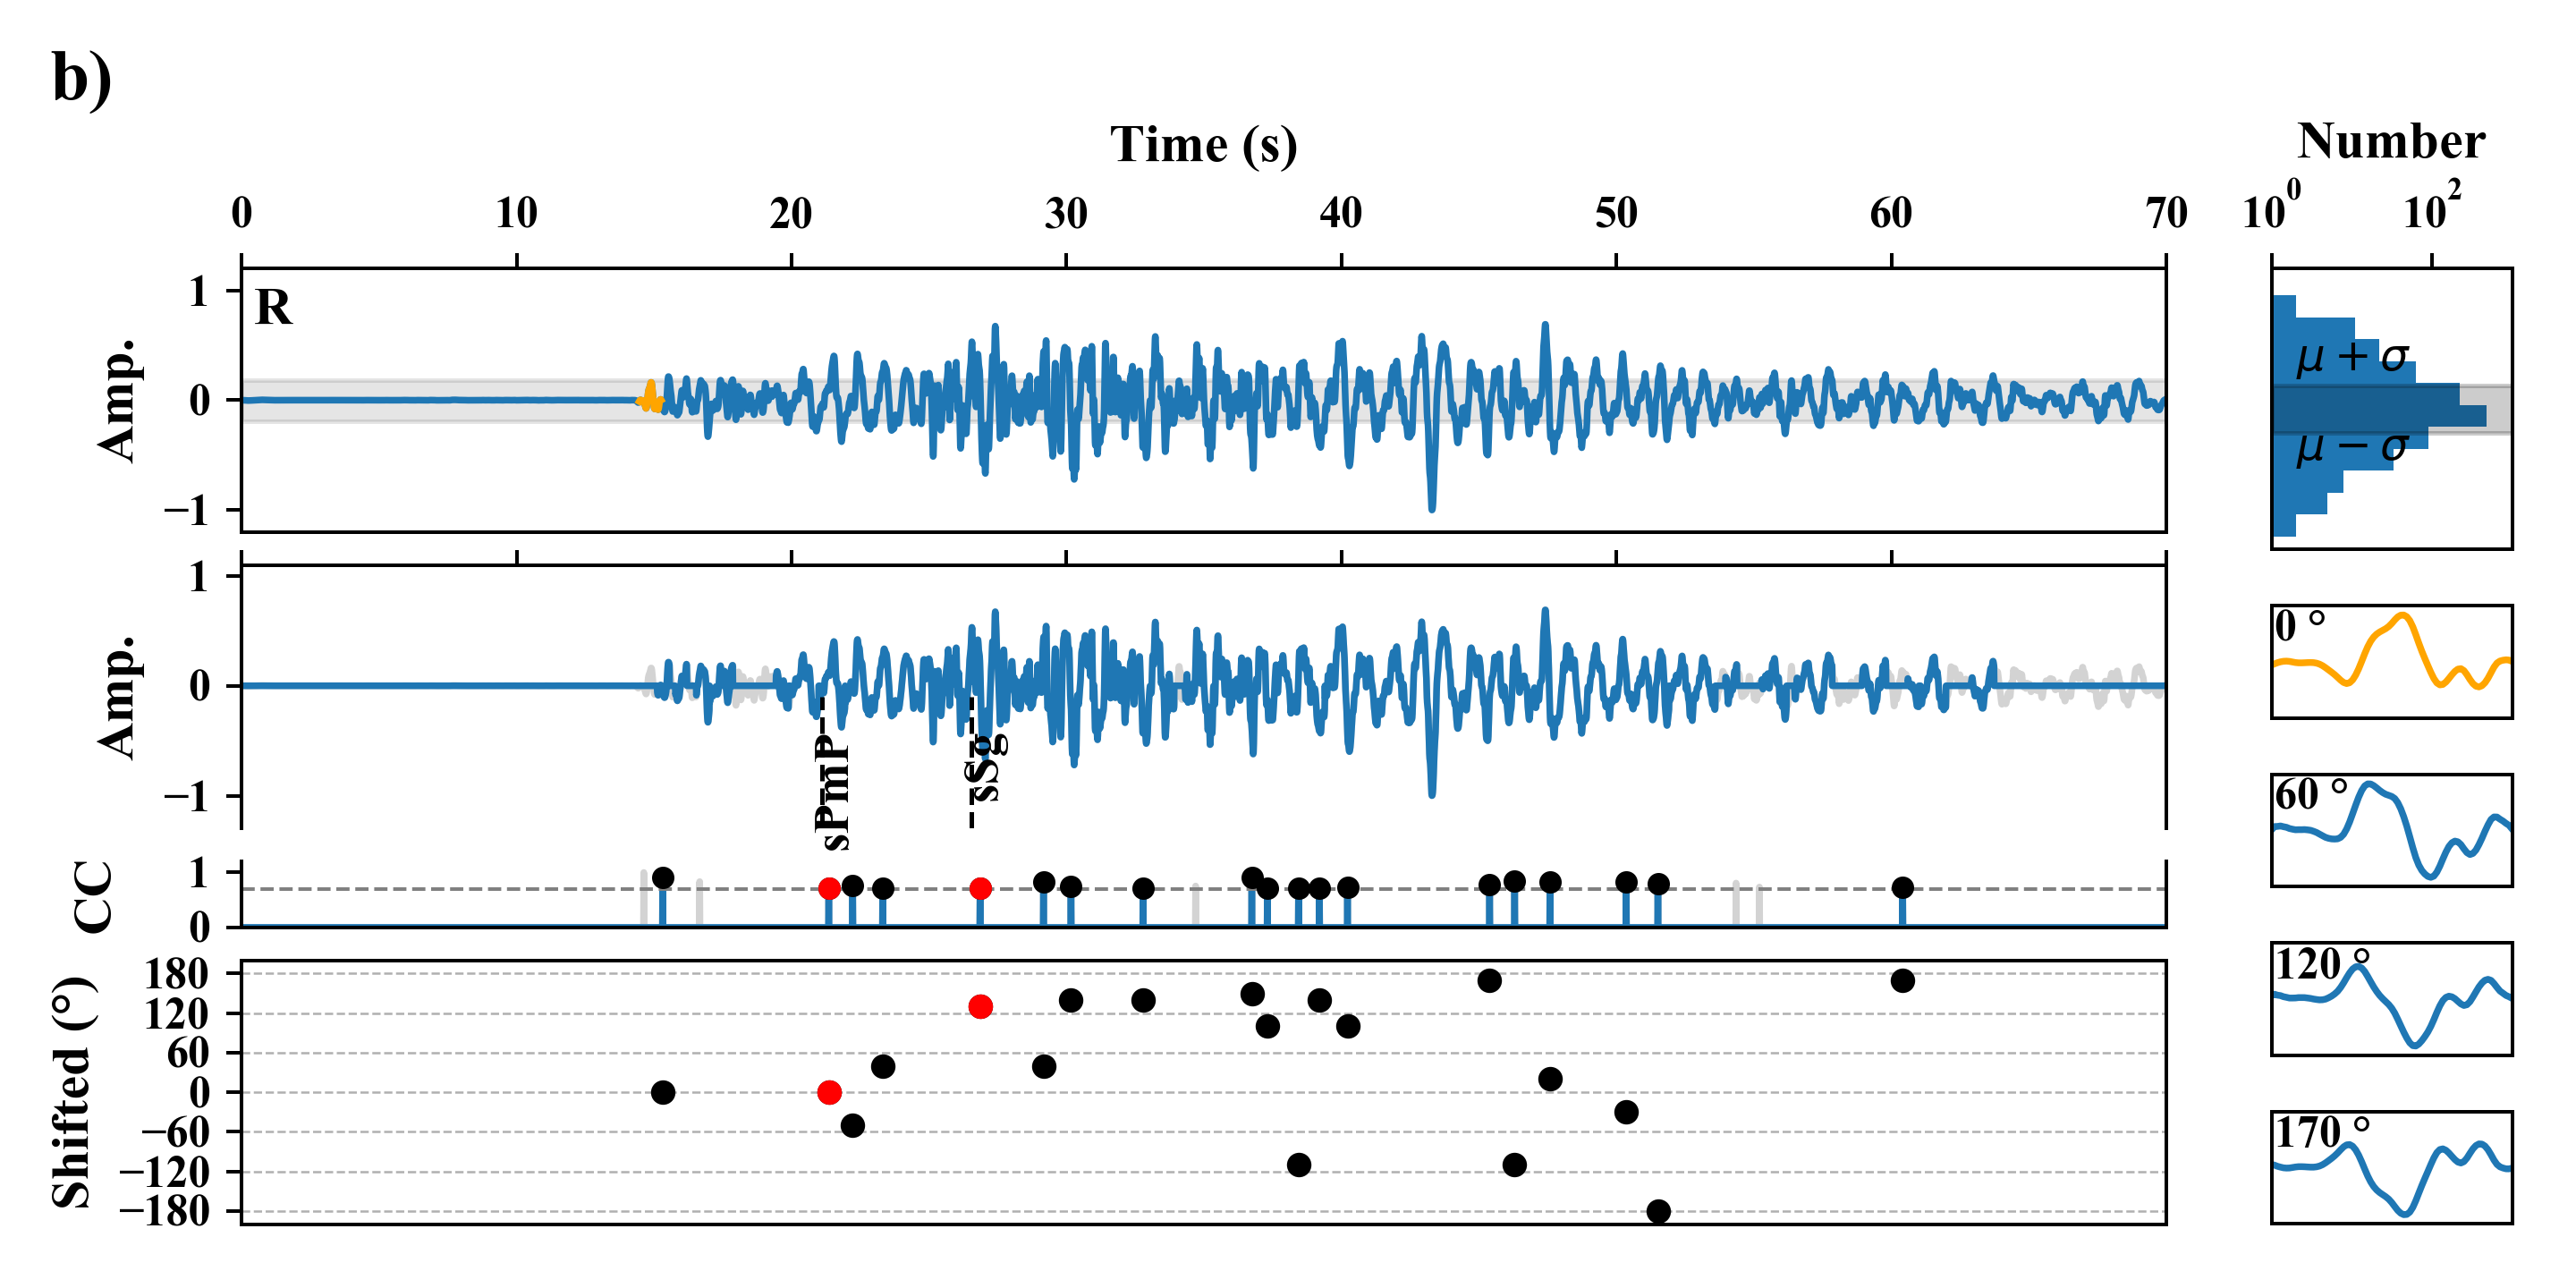 b)
Time (s)
Number
0 10 20 30 40 50 60 70
10^0 10^2
R
Amp.
1
0
−1
μ + σ
μ − σ
Amp.
1
0
−1
sPmP
sSg
0 °
60 °
CC
1
0
120 °
Shifted (°)
180
120
60
0
−60
−120
−180
170 °